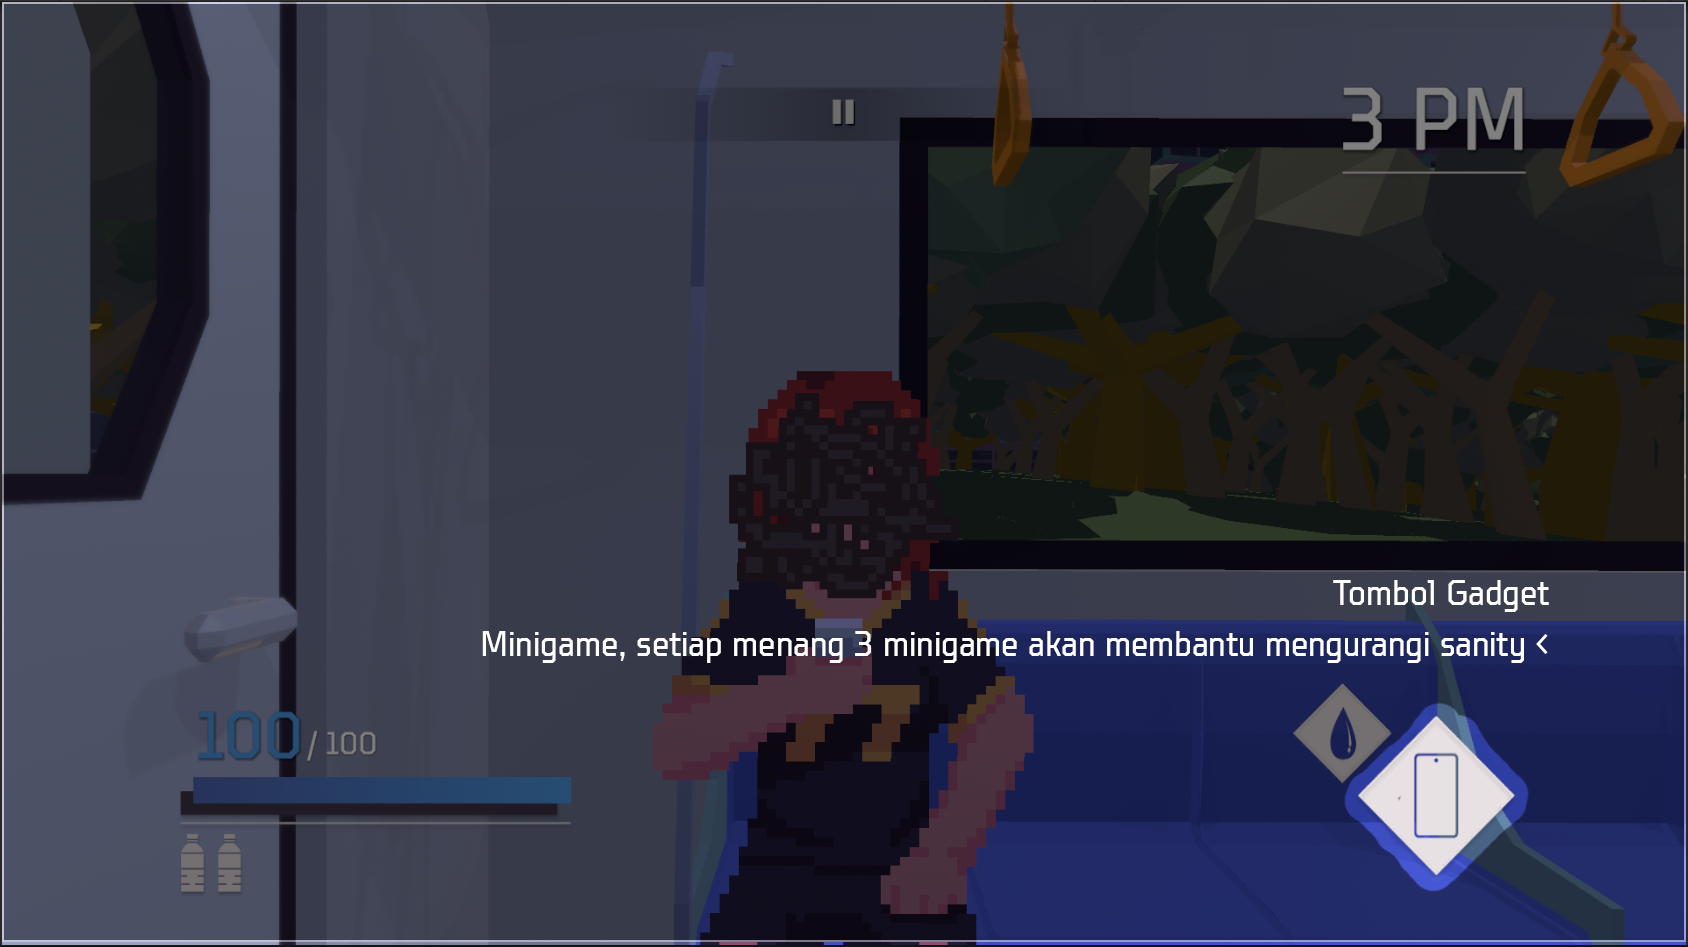 3 PM
Tombol Gadget
Minigame, setiap menang 3 minigame akan membantu mengurangi sanity <
100 / 100